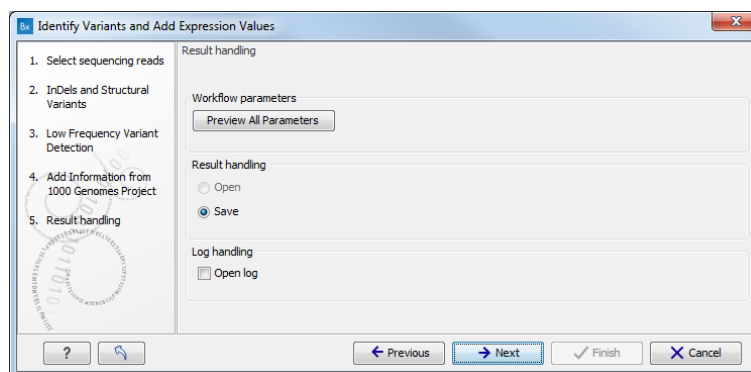 Bx Identify Variants and Add Expression Values
X
1. Select sequencing reads
2. InDels and Structural
Variants
3. Low Frequency Variant
Detection
4. Add Information from
1000 Genomes Project
5. Result handling
Result handling
Workflow parameters
Preview All Parameters
Result handling
Open
Save
Log handling
Open log
? Previous Next Finish Cancel